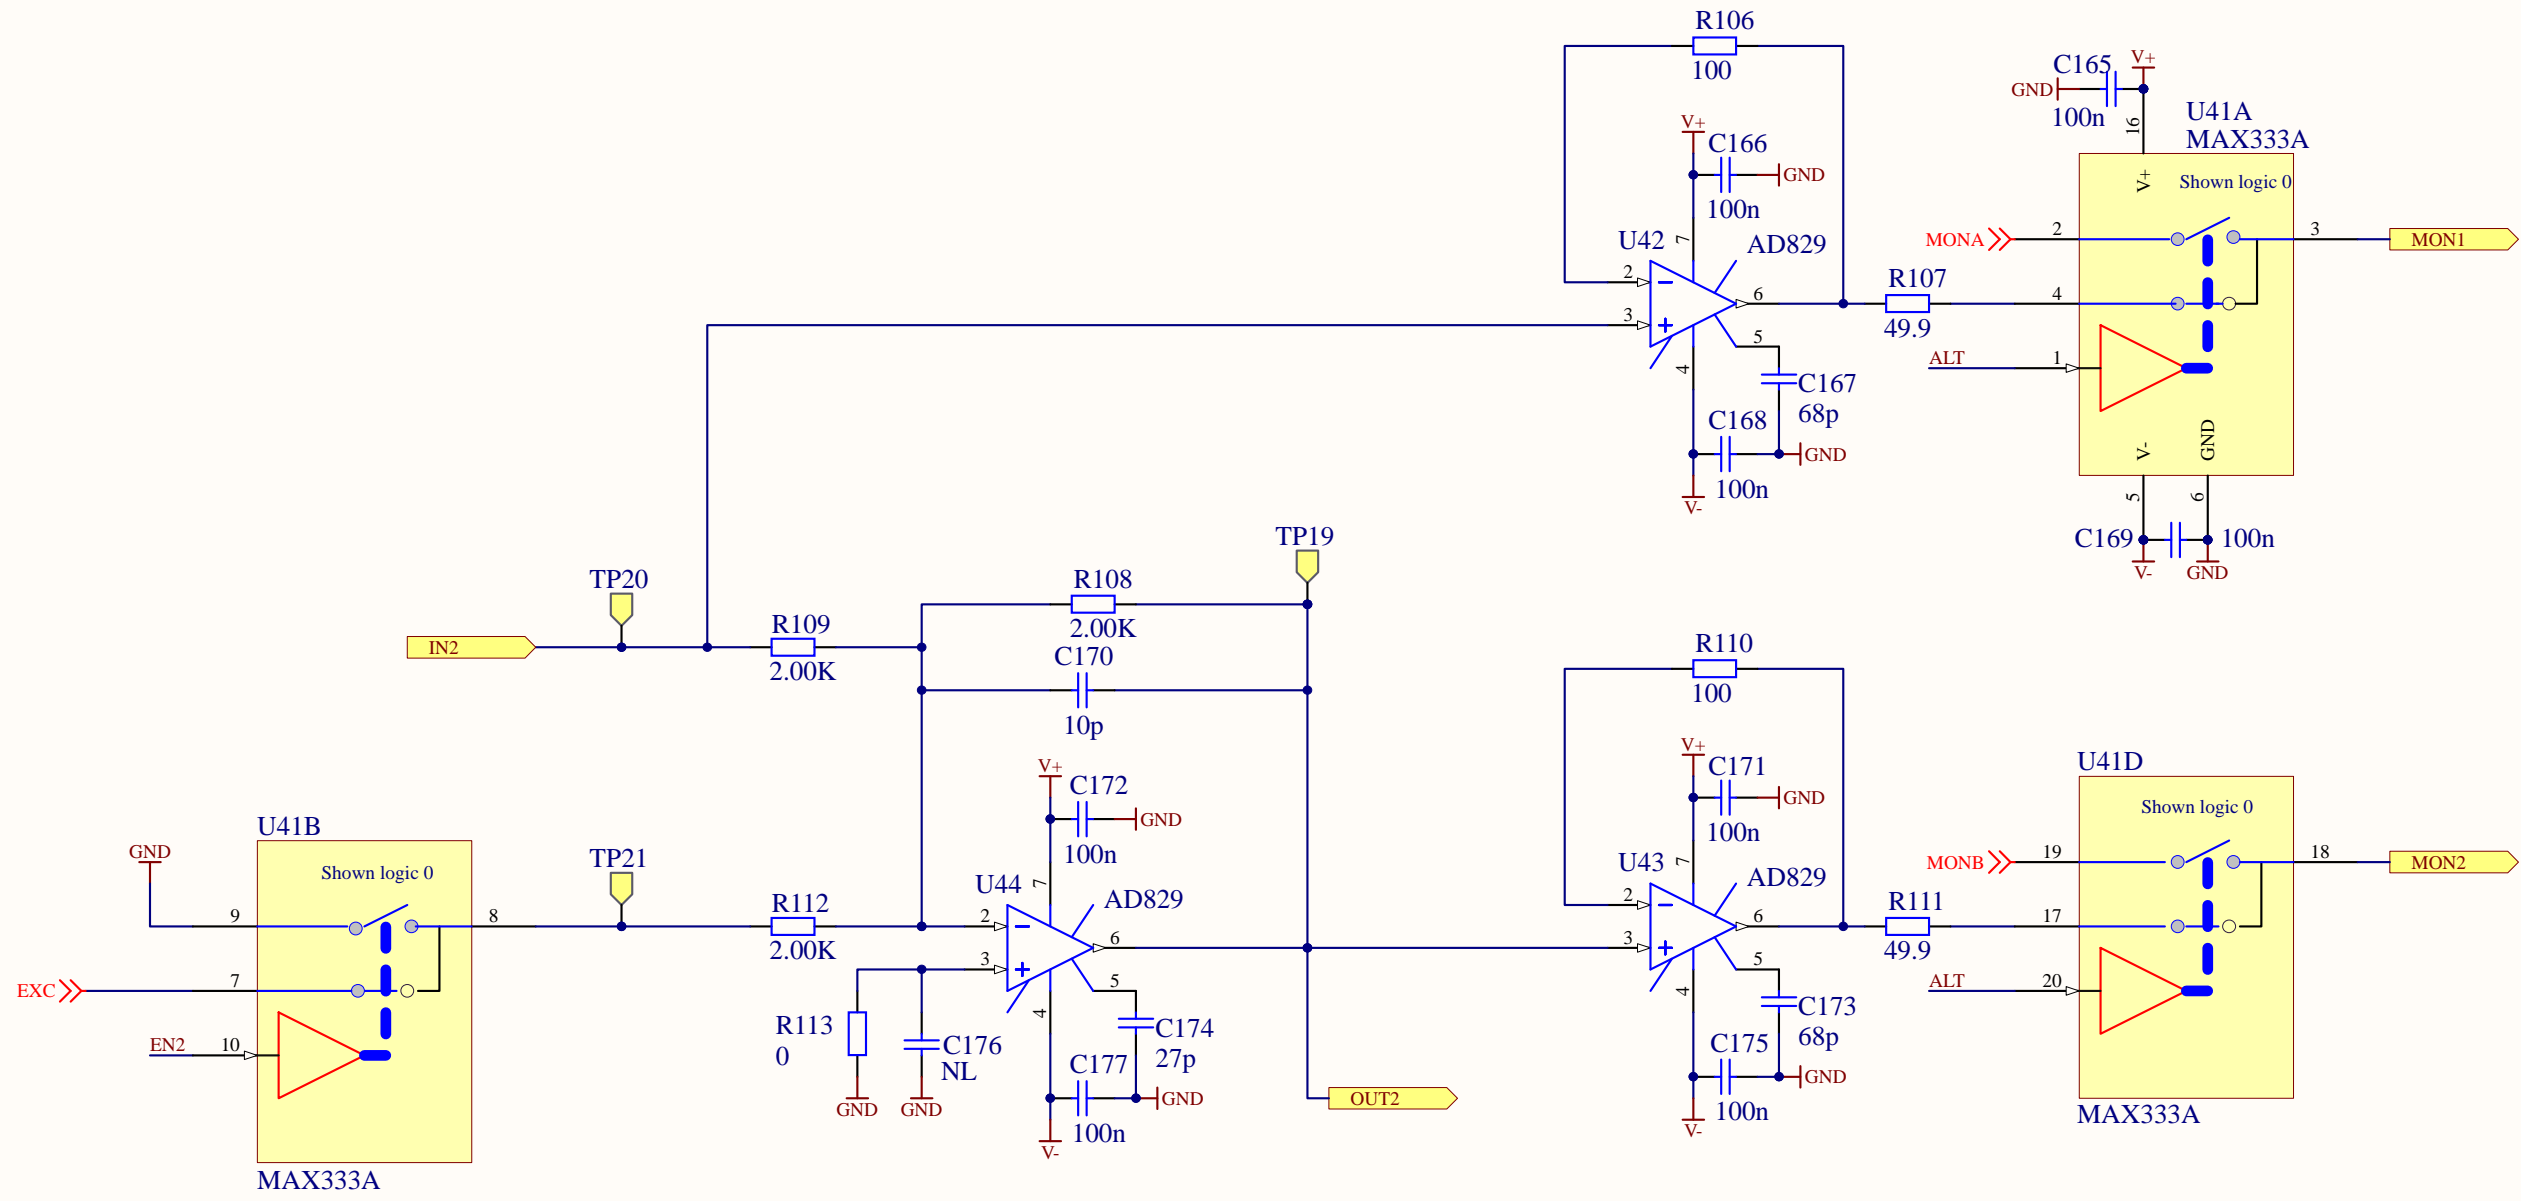 R106
100
V+
C165
GND
100n
16
U41A
MAX333A
V+
Shown logic 0
V+
C166
GND
100n
7
U42
AD829
2
3
6
5
4
R107
49.9
MONA
2
3
MON1
4
ALT
1
C167
68p
C168
GND
100n
V-
V-
GND
5
6
C169
100n
V-
GND
TP19
TP20
R108
2.00K
IN2
R109
2.00K
C170
10p
R110
100
V+
C171
GND
100n
7
U43
AD829
2
3
6
5
4
R111
49.9
U41D
Shown logic 0
MONB
19
18
MON2
17
ALT
20
MAX333A
C173
68p
C175
GND
100n
V-
V+
C172
GND
100n
7
U44
AD829
2
3
6
5
4
U41B
GND
Shown logic 0
9
8
TP21
R112
2.00K
EXC
7
EN2
10
MAX333A
R113
0
GND
C176
NL
GND
C174
27p
C177
GND
100n
V-
OUT2